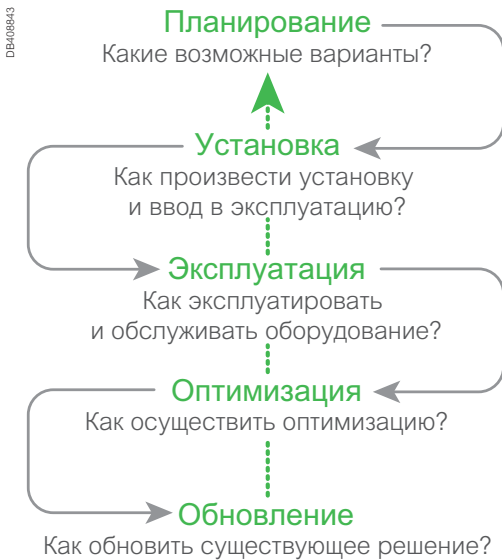 DB408843
Планирование
Какие возможные варианты?
Установка
Как произвести установку
и ввод в эксплуатацию?
Эксплуатация
Как эксплуатировать
и обслуживать оборудование?
Оптимизация
Как осуществить оптимизацию?
Обновление
Как обновить существующее решение?